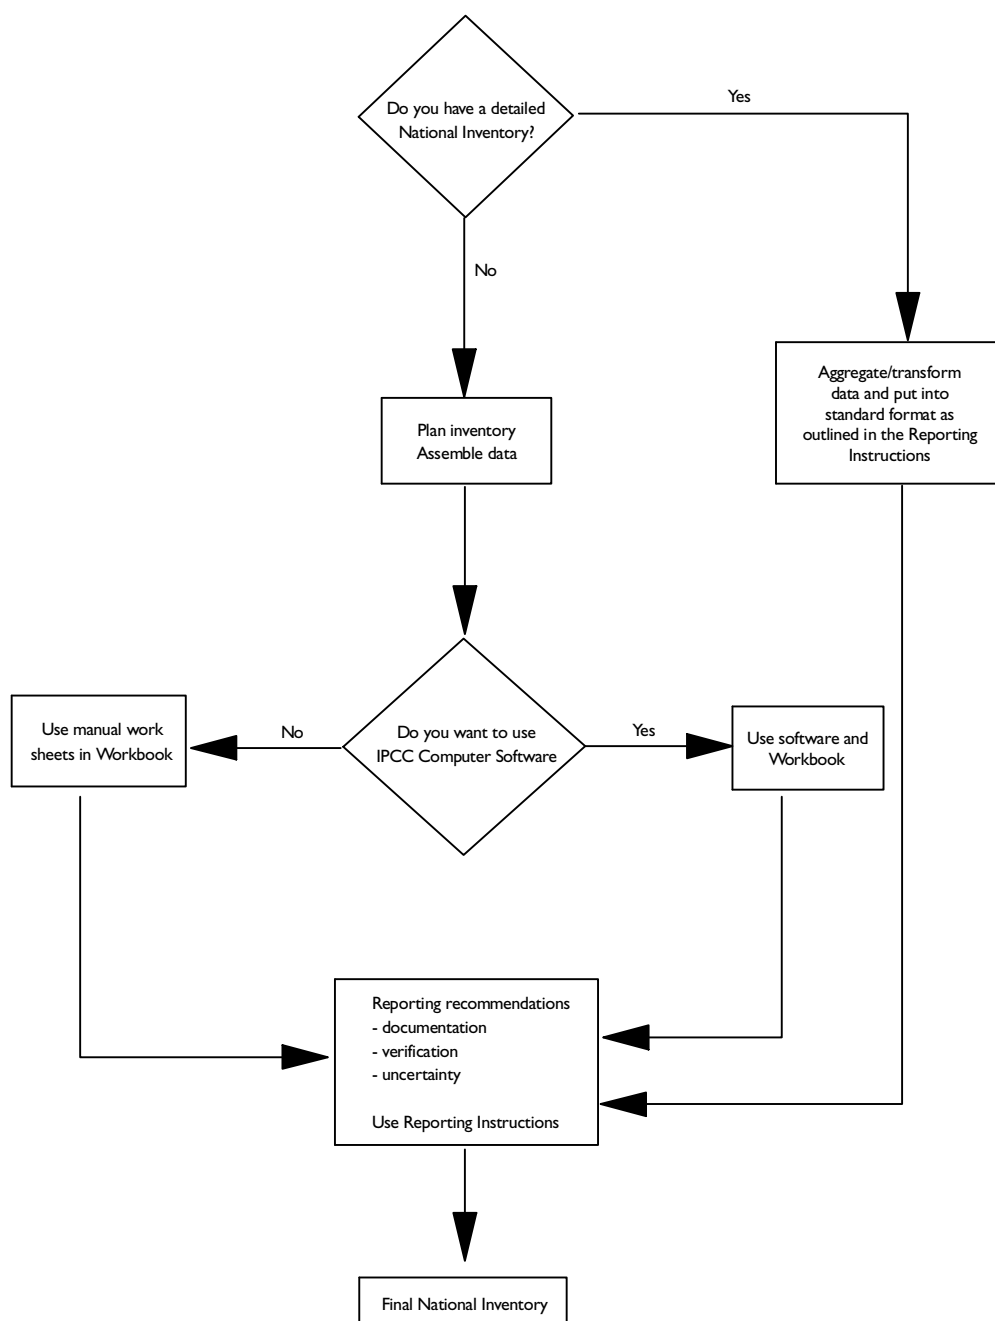 Do you have a detailed
National Inventory?
Yes
No
Aggregate/transform
data and put into
standard format as
outlined in the Reporting
Instructions
Plan inventory
Assemble data
Use manual work
sheets in Workbook
No
Do you want to use
IPCC Computer Software
Yes
Use software and
Workbook
Reporting recommendations
- documentation
- verification
- uncertainty
Use Reporting Instructions
Final National Inventory